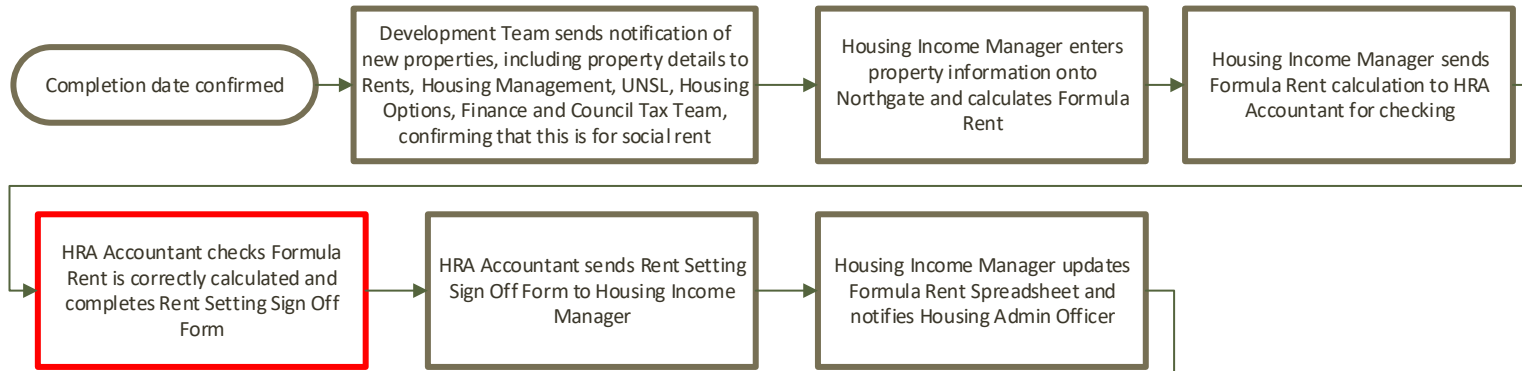 Completion date confirmed
Development Team sends notification of
new properties, including property details to
Rents, Housing Management, UNSL, Housing
Options, Finance and Council Tax Team,
confirming that this is for social rent
Housing Income Manager enters
property information onto
Northgate and calculates Formula
Rent
Housing Income Manager sends
Formula Rent calculation to HRA
Accountant for checking
HRA Accountant checks Formula
Rent is correctly calculated and
completes Rent Setting Sign Off
Form
HRA Accountant sends Rent Setting
Sign Off Form to Housing Income
Manager
Housing Income Manager updates
Formula Rent Spreadsheet and
notifies Housing Admin Officer